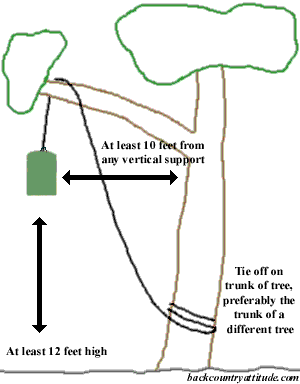 At least 10 feet from
any vertical support
Tie off on
trunk of tree,
preferably the
trunk of a
different tree
At least 12 feet high
backcountryattitude.com